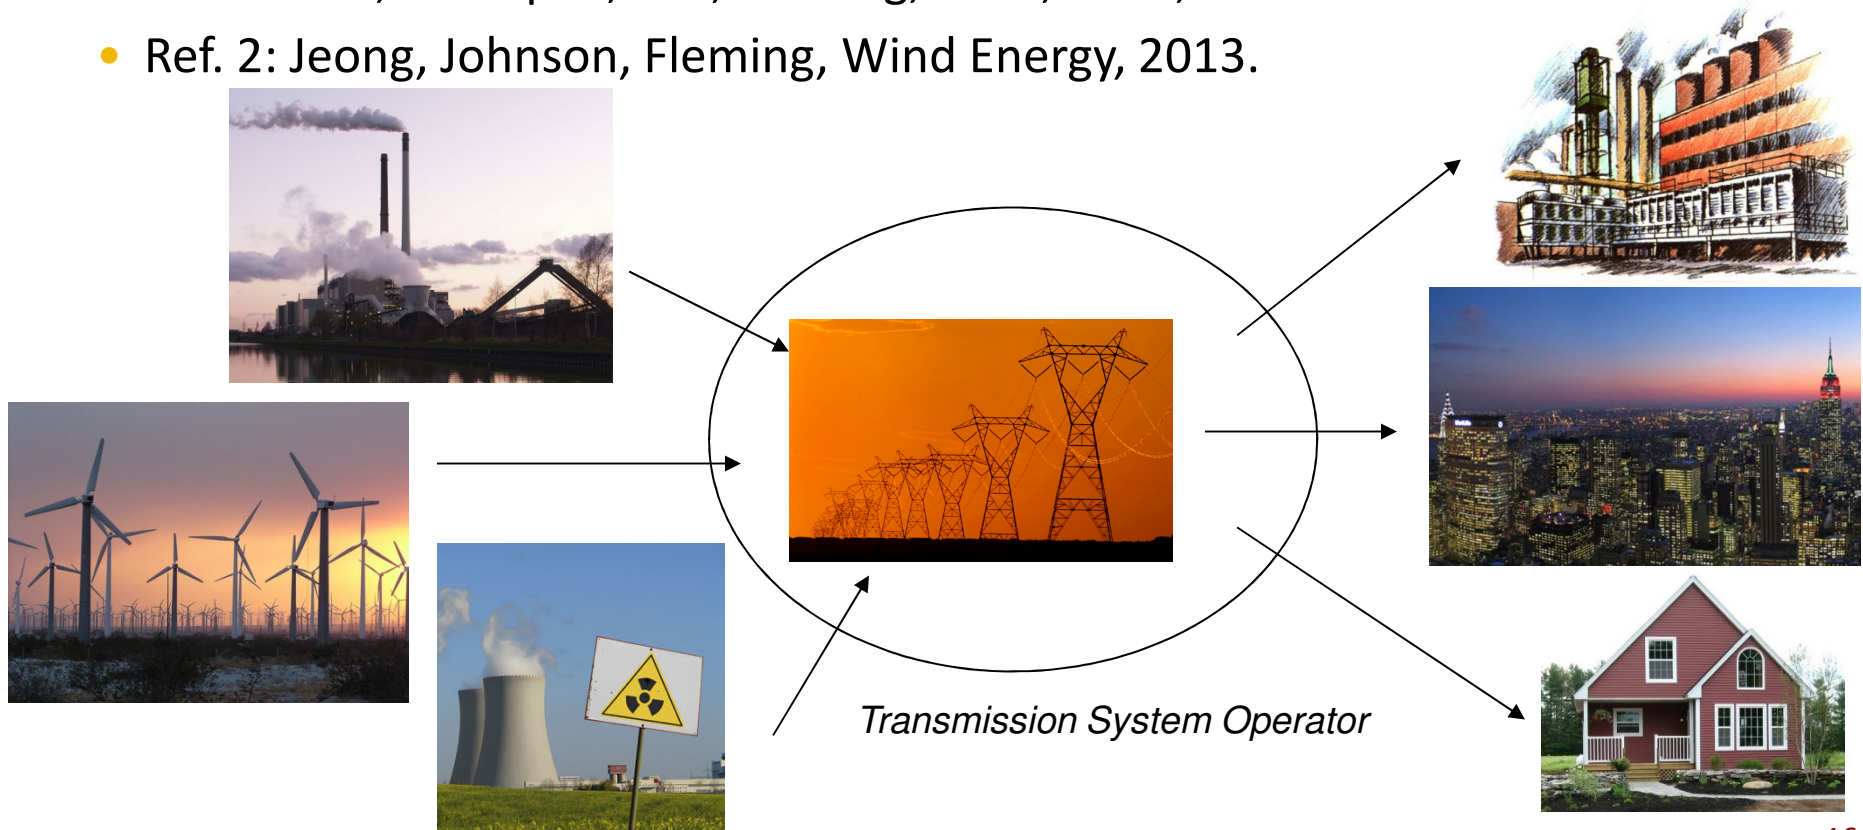 • Ref. 2: Jeong, Johnson, Fleming, Wind Energy, 2013.
Transmission System Operator